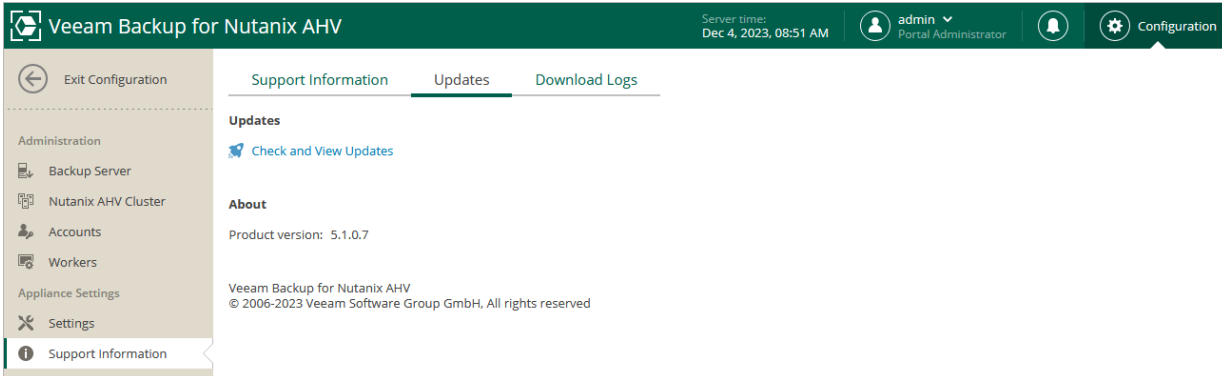 Veeam Backup for Nutanix AHV
Server time:
Dec 4, 2023, 08:51 AM
admin
Portal Administrator
Configuration
Exit Configuration
Administration
Backup Server
Nutanix AHV Cluster
Accounts
Workers
Appliance Settings
Settings
Support Information
Support Information
Updates
Download Logs
Updates
Check and View Updates
About
Product version: 5.1.0.7
Veeam Backup for Nutanix AHV
© 2006-2023 Veeam Software Group GmbH, All rights reserved